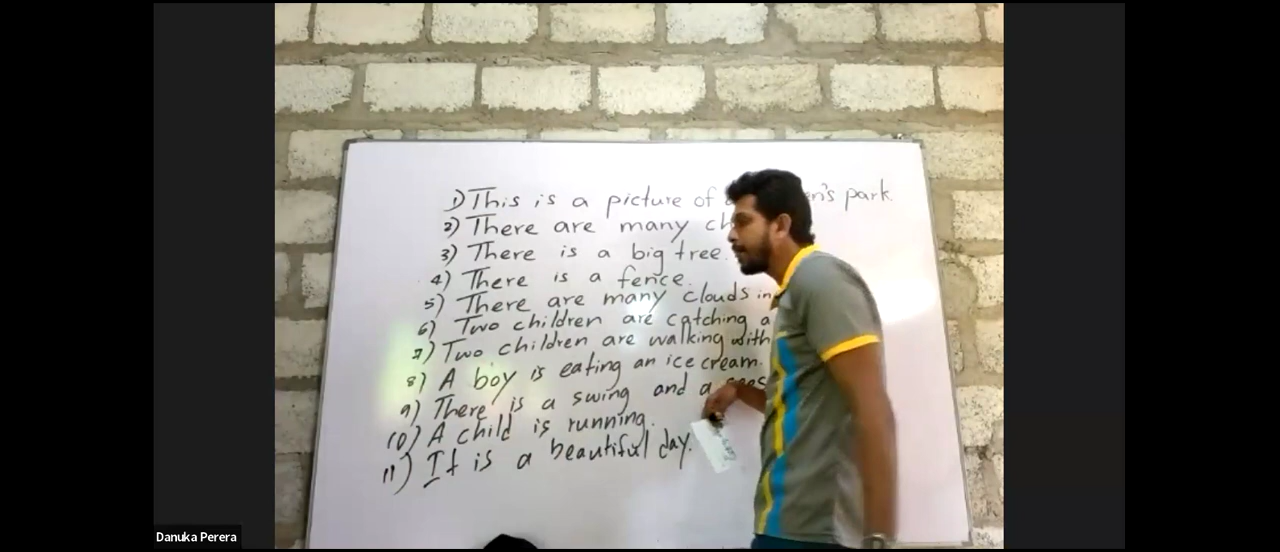 1) This is a picture of en's park
2) There are many ch
3) There is a big tree.
4) There is a fence.
5) There are many clouds in
6) Two children are catching a
7) Two children are walking with
8) A boy is eating an ice cream.
9) There is a swing and a sees
10) A child is running.
11) It is a beautiful day.
Danuka Perera